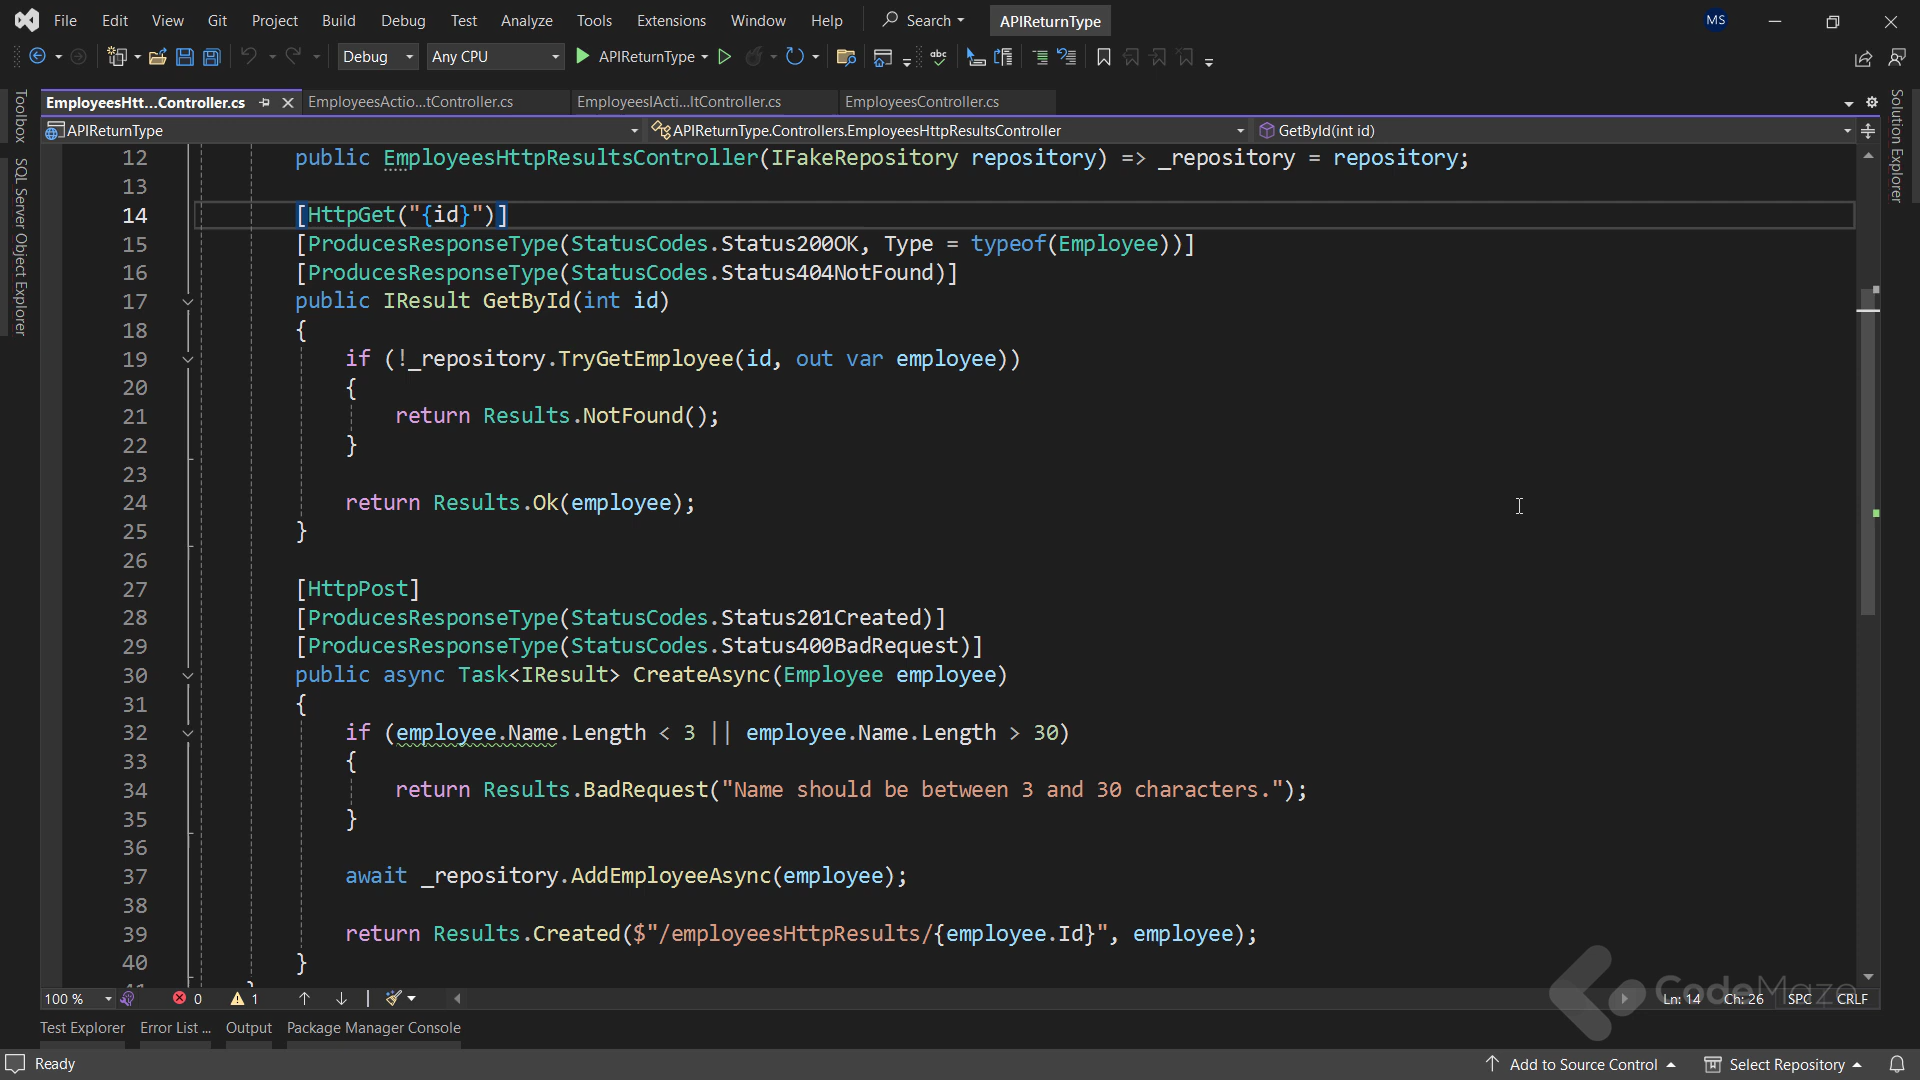 File Edit View Git Project Build Debug Test Analyze Tools Extensions Window Help Search APIReturnType MS
Debug Any CPU APIReturnType abc
EmployeesHtt...Controller.cs EmployeesActio...tController.cs EmployeesIActi...ltController.cs EmployeesController.cs
APIReturnType APIReturnType.Controllers.EmployeesHttpResultsController GetById(int id)
Toolbox
SQL Server Object Explorer
Solution Explorer
12 public EmployeesHttpResultsController(IFakeRepository repository) => _repository = repository;
13
14 [HttpGet("{id}")]
15 [ProducesResponseType(StatusCodes.Status200OK, Type = typeof(Employee))]
16 [ProducesResponseType(StatusCodes.Status404NotFound)]
17 public IResult GetById(int id)
18 {
19 if (!_repository.TryGetEmployee(id, out var employee))
20 {
21 return Results.NotFound();
22 }
23
24 return Results.Ok(employee);
25 }
26
27 [HttpPost]
28 [ProducesResponseType(StatusCodes.Status201Created)]
29 [ProducesResponseType(StatusCodes.Status400BadRequest)]
30 public async Task<IResult> CreateAsync(Employee employee)
31 {
32 if (employee.Name.Length < 3 || employee.Name.Length > 30)
33 {
34 return Results.BadRequest("Name should be between 3 and 30 characters.");
35 }
36
37 await _repository.AddEmployeeAsync(employee);
38
39 return Results.Created($"/employeesHttpResults/{employee.Id}", employee);
40 }
100 % 0 1 Ln: 14 Ch: 26 SPC CRLF
CodeMaze
Test Explorer Error List ... Output Package Manager Console
Ready Add to Source Control Select Repository